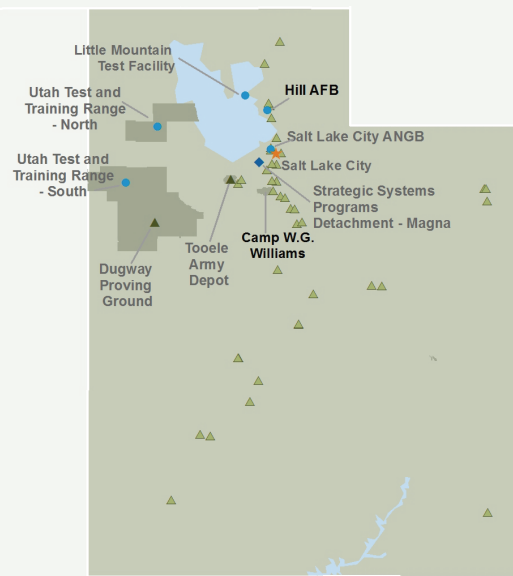 Little Mountain
Test Facility
Utah Test and
Training Range
- North
Hill AFB
Salt Lake City ANGB
Utah Test and
Training Range
- South
Salt Lake City
Strategic Systems
Programs
Detachment - Magna
Camp W.G.
Williams
Tooele
Army
Depot
Dugway
Proving
Ground